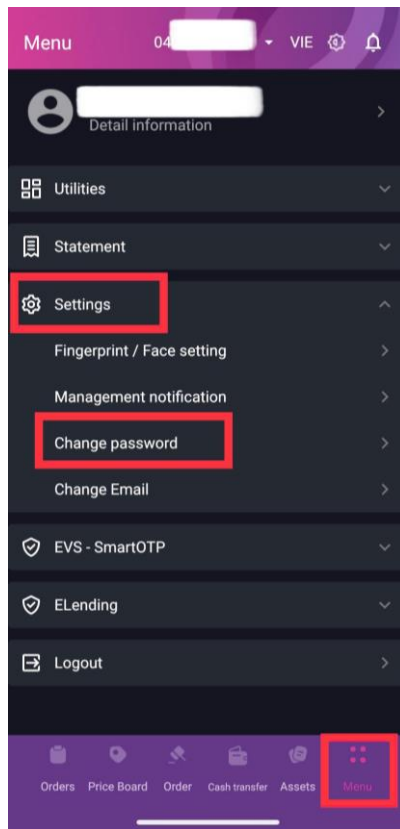 Menu 04 VIE
Detail information
Utilities
Statement
Settings
Fingerprint / Face setting
Management notification
Change password
Change Email
EVS - SmartOTP
ELending
Logout
Orders Price Board Order Cash transfer Assets Menu